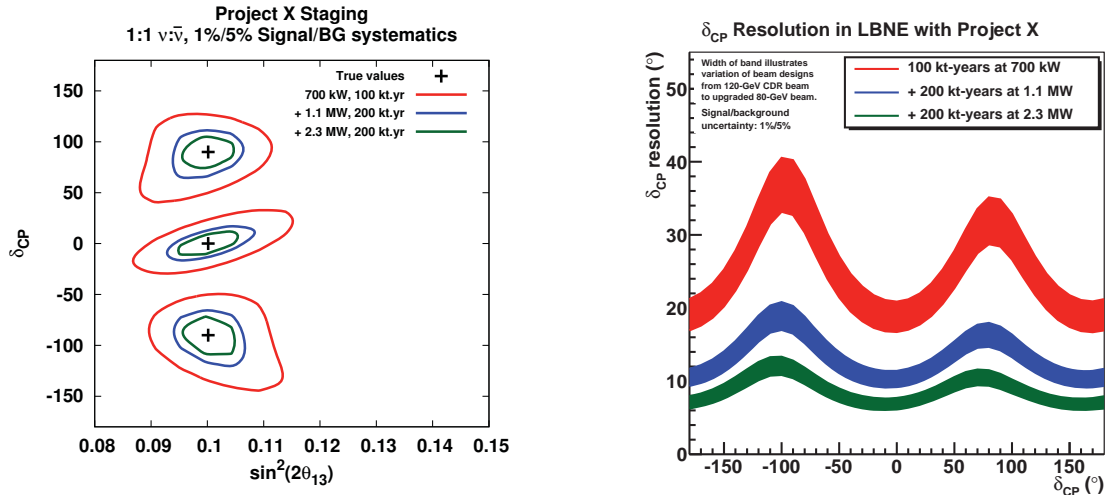 Project X Staging
1:1 ν:ν̄, 1%/5% Signal/BG systematics
True values
700 kW, 100 kt.yr
+ 1.1 MW, 200 kt.yr
+ 2.3 MW, 200 kt.yr
δCP
150
100
50
0
-50
-100
-150
0.08 0.09 0.1 0.11 0.12 0.13 0.14 0.15
sin²(2θ₁₃)
δCP Resolution in LBNE with Project X
Width of band illustrates
variation of beam designs
from 120-GeV CDR beam
to upgraded 80-GeV beam.
Signal/background
uncertainty: 1%/5%
100 kt-years at 700 kW
+ 200 kt-years at 1.1 MW
+ 200 kt-years at 2.3 MW
δCP resolution (°)
50
40
30
20
10
0
-150 -100 -50 0 50 100 150
δCP (°)